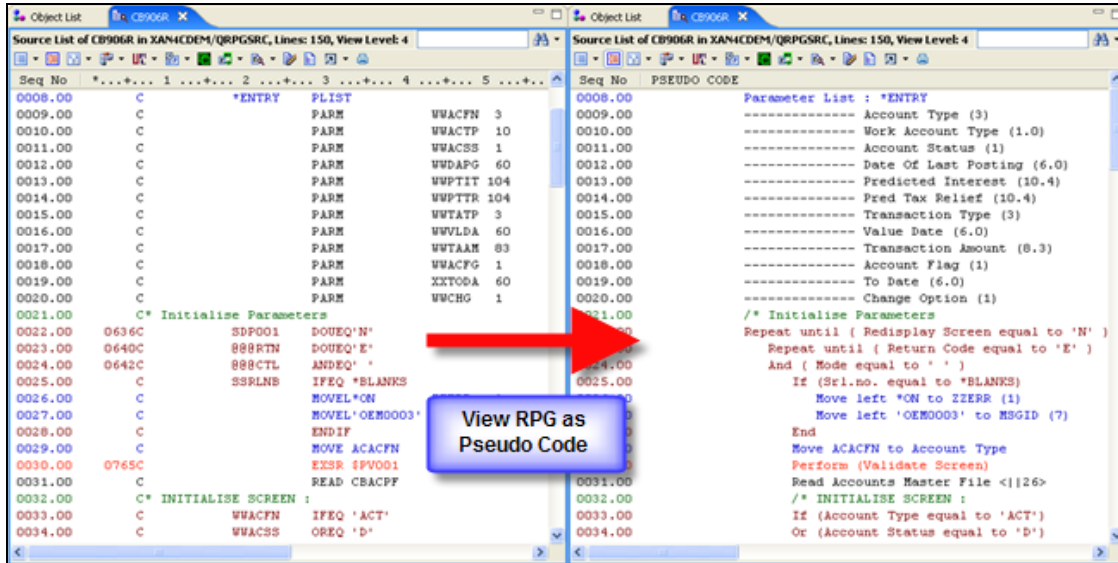 Object List CB906R
Source List of CB906R in XAN4CDEM/QRPGSRC, Lines: 150, View Level: 4
Seq No *...+... 1 ...+... 2 ...+... 3 ...+... 4 ...+... 5 ...+..
0008.00 C *ENTRY PLIST
0009.00 C PARM WWACFN 3
0010.00 C PARM WWACTP 10
0011.00 C PARM WWACSS 1
0012.00 C PARM WWDAPG 60
0013.00 C PARM WWPTIT 104
0014.00 C PARM WWPTTR 104
0015.00 C PARM WWTATP 3
0016.00 C PARM WWVLDA 60
0017.00 C PARM WWTAAM 83
0018.00 C PARM WWACFG 1
0019.00 C PARM XXTODA 60
0020.00 C PARM WWCHG 1
0021.00 C* Initialise Parameters
0022.00 0636C SDP001 DOUEQ'N'
0023.00 0640C @@@RTN DOUEQ'E'
0024.00 0642C @@@CTL ANDEQ' '
0025.00 C SSRLNB IFEQ *BLANKS
0026.00 C MOVEL*ON
0027.00 C MOVEL'OEM0003'
0028.00 C ENDIF
0029.00 C MOVE ACACFN
0030.00 0765C EXSR $PV001
0031.00 C READ CBACPF
0032.00 C* INITIALISE SCREEN :
0033.00 C WWACFN IFEQ 'ACT'
0034.00 C WWACSS OREQ 'D'
View RPG as
Pseudo Code
Object List CB906R
Source List of CB906R in XAN4CDEM/QRPGSRC, Lines: 150, View Level: 4
Seq No PSEUDO CODE
0008.00 Parameter List : *ENTRY
0009.00 -------------- Account Type (3)
0010.00 -------------- Work Account Type (1.0)
0011.00 -------------- Account Status (1)
0012.00 -------------- Date Of Last Posting (6.0)
0013.00 -------------- Predicted Interest (10.4)
0014.00 -------------- Pred Tax Relief (10.4)
0015.00 -------------- Transaction Type (3)
0016.00 -------------- Value Date (6.0)
0017.00 -------------- Transaction Amount (8.3)
0018.00 -------------- Account Flag (1)
0019.00 -------------- To Date (6.0)
0020.00 -------------- Change Option (1)
21.00 /* Initialise Parameters
Repeat until ( Redisplay Screen equal to 'N' )
Repeat until ( Return Code equal to 'E' )
24.00 And ( Mode equal to ' ' )
0025.00 If (Srl.no. equal to *BLANKS)
Move left *ON to ZZERR (1)
Move left 'OEM0003' to MSGID (7)
End
Move ACACFN to Account Type
Perform (Validate Screen)
0031.00 Read Accounts Master File <||26>
0032.00 /* INITIALISE SCREEN :
0033.00 If (Account Type equal to 'ACT')
0034.00 Or (Account Status equal to 'D')